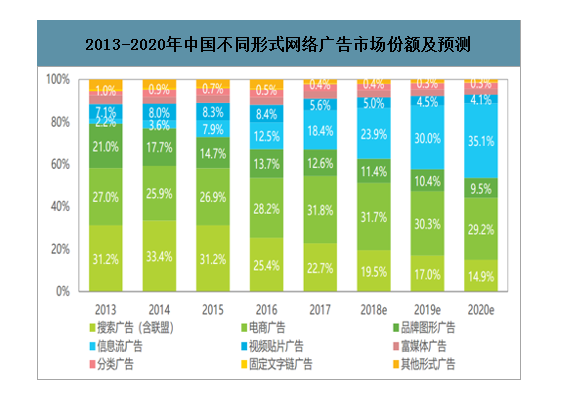 2013-2020年中国不同形式网络广告市场份额及预测
100% 1.0% 0.9% 0.7% 0.5% 0.4% 0.4% 0.3% 0.3%
7.1% 8.0% 8.3% 8.4% 5.6% 5.0% 4.5% 4.1%
80% 2.2% 3.6% 7.9% 12.5% 18.4% 23.9% 30.0% 35.1%
60% 21.0% 17.7% 14.7% 13.7% 12.6% 11.4% 10.4% 9.5%
40% 27.0% 25.9% 26.9% 28.2% 31.8% 31.7% 30.3% 29.2%
20% 31.2% 33.4% 31.2% 25.4% 22.7% 19.5% 17.0% 14.9%
0%
2013 2014 2015 2016 2017 2018e 2019e 2020e
搜索广告（含联盟） 电商广告 品牌图形广告
信息流广告 视频贴片广告 富媒体广告
分类广告 固定文字链广告 其他形式广告